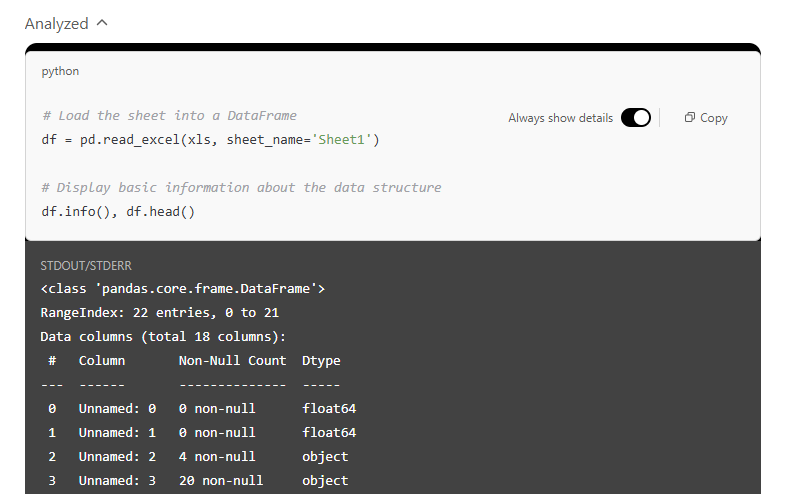 Analyzed
python
# Load the sheet into a DataFrame
Always show details
Copy
df = pd.read_excel(xls, sheet_name='Sheet1')
# Display basic information about the data structure
df.info(), df.head()
STDOUT/STDERR
<class 'pandas.core.frame.DataFrame'>
RangeIndex: 22 entries, 0 to 21
Data columns (total 18 columns):
 #   Column      Non-Null Count  Dtype
---  ------      --------------  -----
 0   Unnamed: 0  0 non-null      float64
 1   Unnamed: 1  0 non-null      float64
 2   Unnamed: 2  4 non-null      object
 3   Unnamed: 3  20 non-null     object